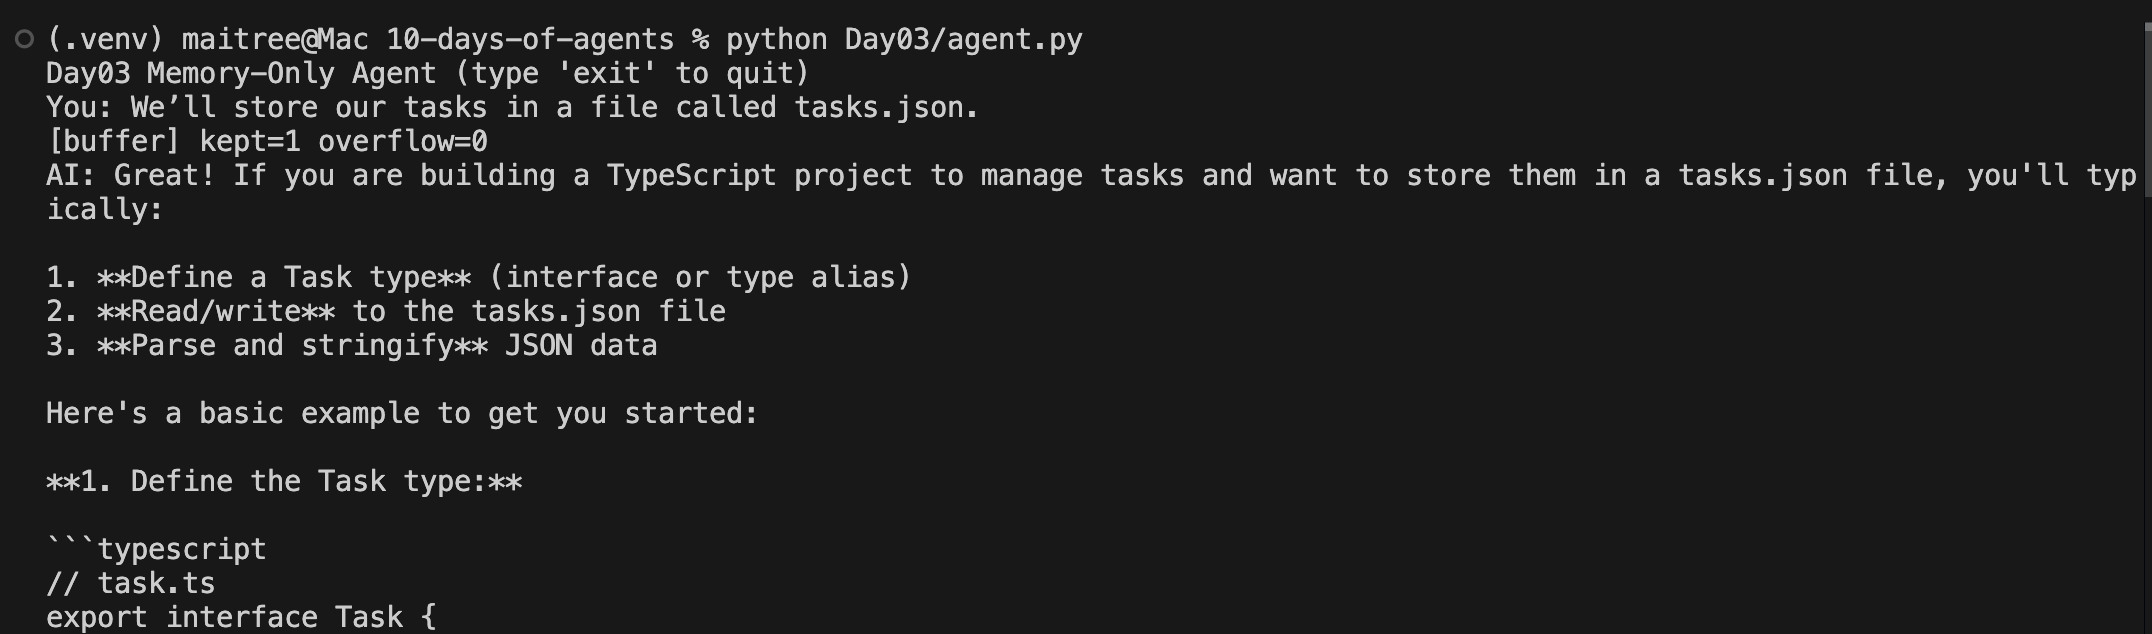 (.venv) maitree@Mac 10-days-of-agents % python Day03/agent.py
Day03 Memory-Only Agent (type 'exit' to quit)
You: We’ll store our tasks in a file called tasks.json.
[buffer] kept=1 overflow=0
AI: Great! If you are building a TypeScript project to manage tasks and want to store them in a tasks.json file, you'll typ
ically:
1. **Define a Task type** (interface or type alias)
2. **Read/write** to the tasks.json file
3. **Parse and stringify** JSON data
Here's a basic example to get you started:
**1. Define the Task type:**
```typescript
// task.ts
export interface Task {